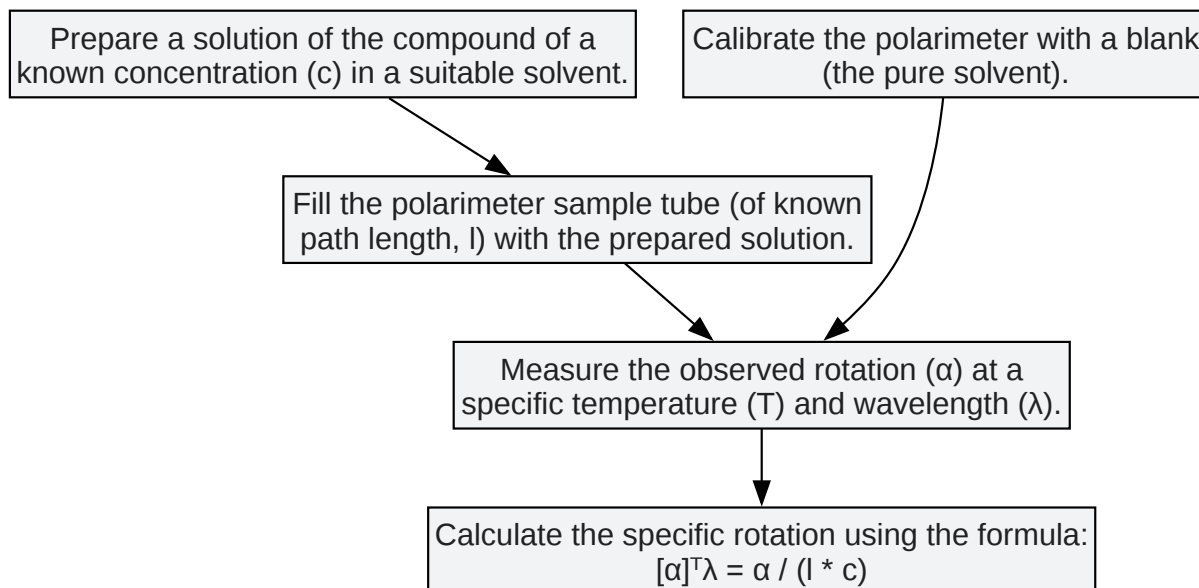 Prepare a solution of the compound of a
known concentration (c) in a suitable solvent.
Calibrate the polarimeter with a blank
(the pure solvent).
Fill the polarimeter sample tube (of known
path length, l) with the prepared solution.
Measure the observed rotation (α) at a
specific temperature (T) and wavelength (λ).
Calculate the specific rotation using the formula:
[α]ᵀλ = α / (l * c)